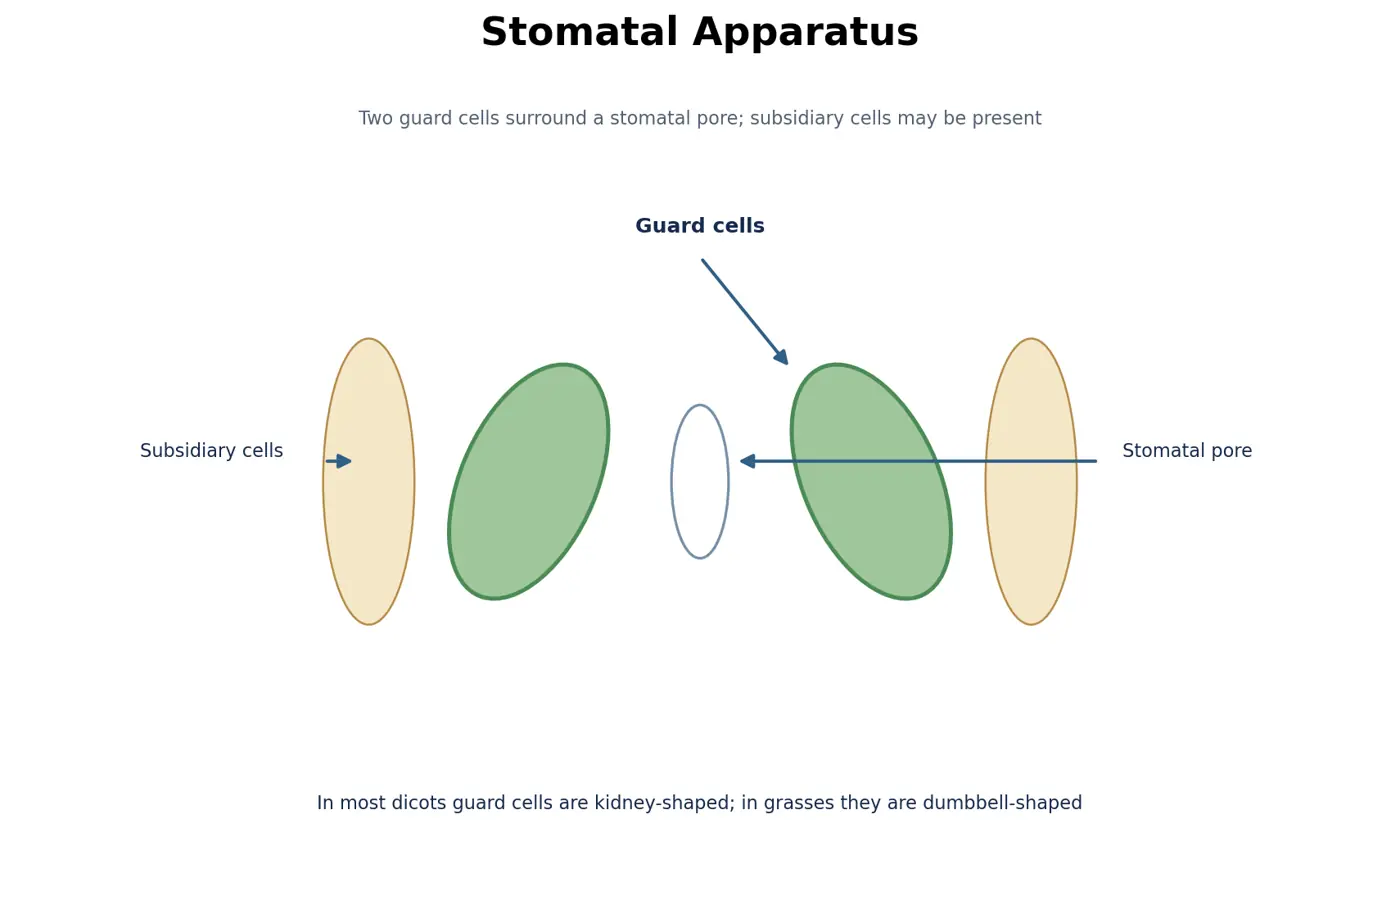 Stomatal Apparatus
Two guard cells surround a stomatal pore; subsidiary cells may be present
Guard cells
Subsidiary cells
Stomatal pore
In most dicots guard cells are kidney-shaped; in grasses they are dumbbell-shaped